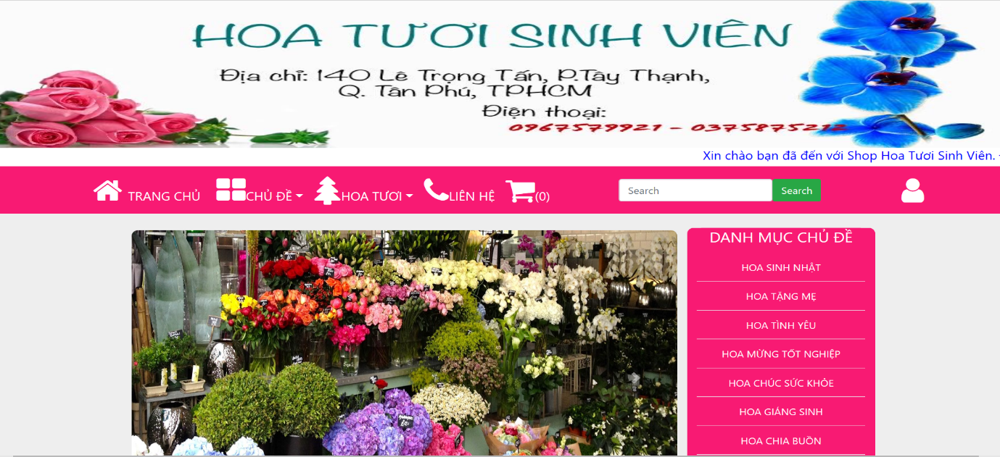 HOA TƯƠI SINH VIÊN
Địa chỉ: 140 Lê Trọng Tấn, P.Tây Thạnh,
Q. Tân Phú, TPHCM
Điện thoại:
0967579921 - 0375875212
Xin chào bạn đã đến với Shop Hoa Tươi Sinh Viên.
TRANG CHỦ CHỦ ĐỀ HOA TƯƠI LIÊN HỆ (0) Search Search
DANH MỤC CHỦ ĐỀ
HOA SINH NHẬT
HOA TẶNG MẸ
HOA TÌNH YÊU
HOA MỪNG TỐT NGHIỆP
HOA CHÚC SỨC KHỎE
HOA GIÁNG SINH
HOA CHIA BUỒN